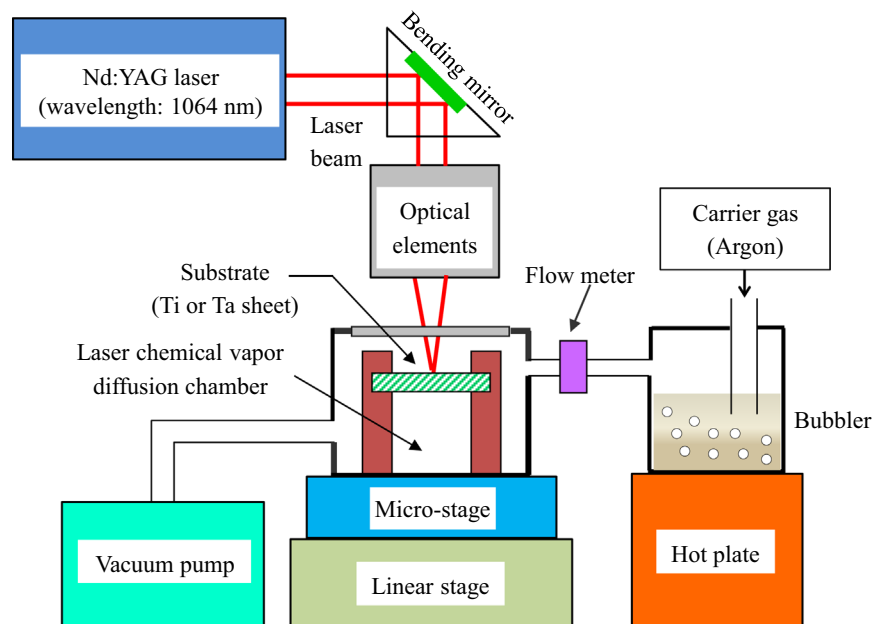 Nd:YAG laser
(wavelength: 1064 nm)
Bending mirror
Laser
beam
Optical
elements
Carrier gas
(Argon)
Substrate
(Ti or Ta sheet)
Flow meter
Laser chemical vapor
diffusion chamber
Bubbler
Micro-stage
Vacuum pump
Hot plate
Linear stage